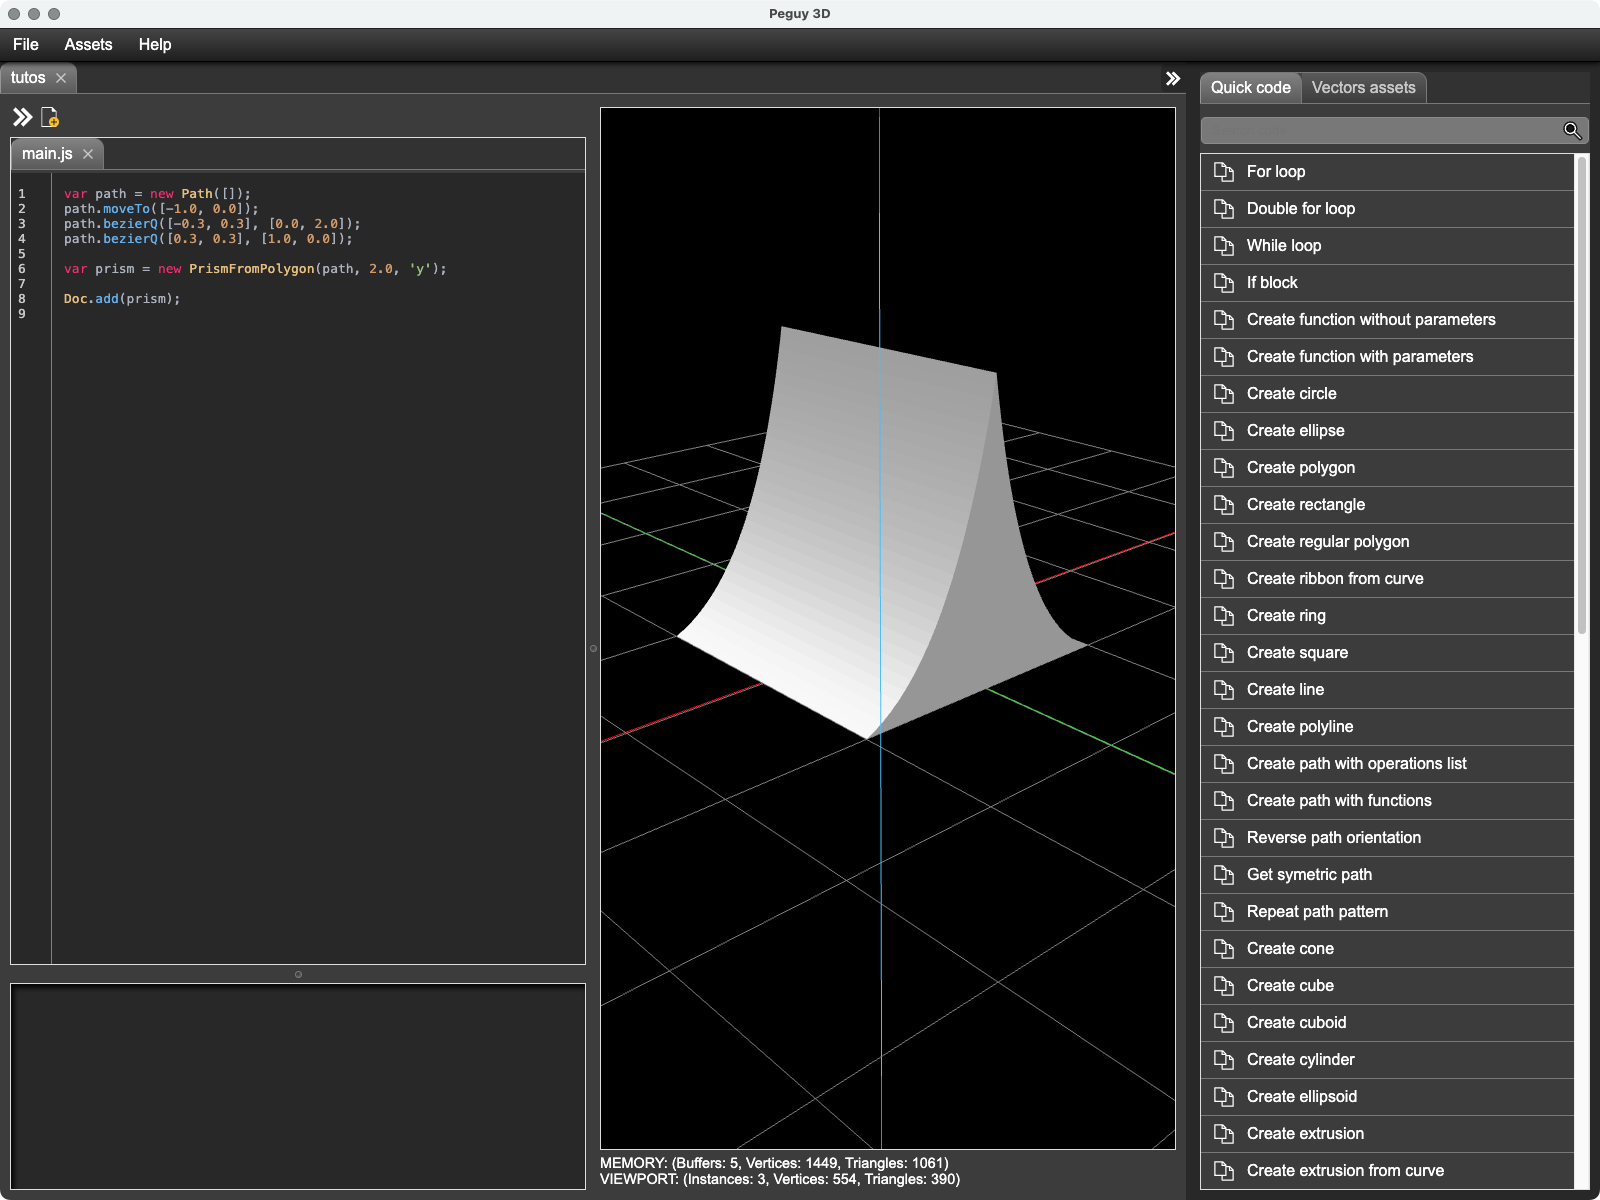 Peguy 3D
File Assets Help
tutos
main.js
1 var path = new Path([]);
2 path.moveTo([-1.0, 0.0]);
3 path.bezierQ([-0.3, 0.3], [0.0, 2.0]);
4 path.bezierQ([0.3, 0.3], [1.0, 0.0]);
5
6 var prism = new PrismFromPolygon(path, 2.0, 'y');
7
8 Doc.add(prism);
9
MEMORY: (Buffers: 5, Vertices: 1449, Triangles: 1061)
VIEWPORT: (Instances: 3, Vertices: 554, Triangles: 390)
Quick code Vectors assets
For loop
Double for loop
While loop
If block
Create function without parameters
Create function with parameters
Create circle
Create ellipse
Create polygon
Create rectangle
Create regular polygon
Create ribbon from curve
Create ring
Create square
Create line
Create polyline
Create path with operations list
Create path with functions
Reverse path orientation
Get symetric path
Repeat path pattern
Create cone
Create cube
Create cuboid
Create cylinder
Create ellipsoid
Create extrusion
Create extrusion from curve